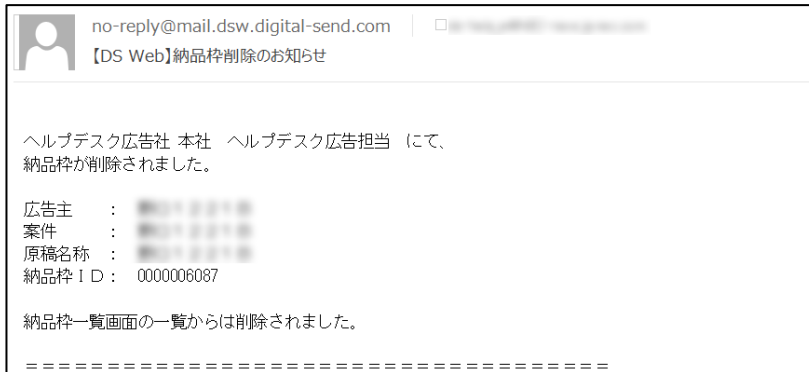 no-reply@mail.dsw.digital-send.com
【DS Web】納品枠削除のお知らせ
ヘルプデスク広告社 本社　ヘルプデスク広告担当　にて、
納品枠が削除されました。
広告主　　：
案件　　　：
原稿名称　：
納品枠ＩＤ：　0000006087
納品枠一覧画面の一覧からは削除されました。
＝＝＝＝＝＝＝＝＝＝＝＝＝＝＝＝＝＝＝＝＝＝＝＝＝＝＝＝＝＝＝＝＝＝＝＝